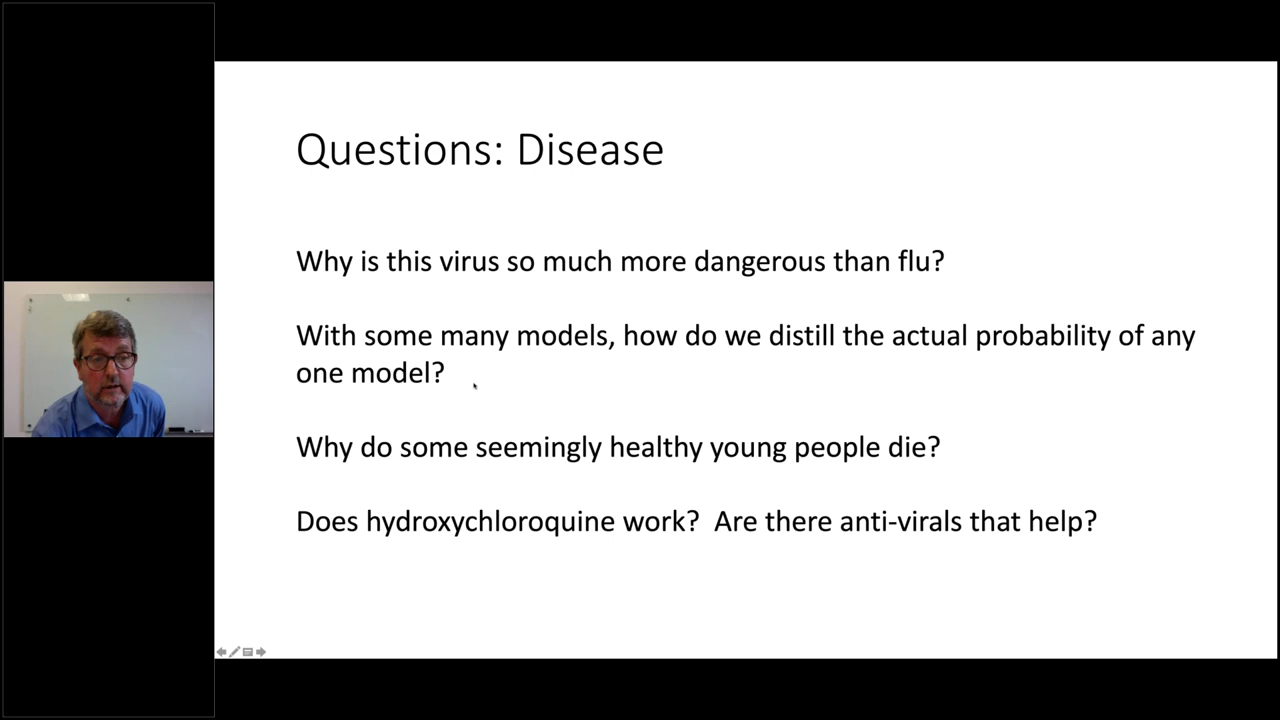 Questions: Disease
Why is this virus so much more dangerous than flu?
With some many models, how do we distill the actual probability of any
one model?
Why do some seemingly healthy young people die?
Does hydroxychloroquine work?  Are there anti-virals that help?